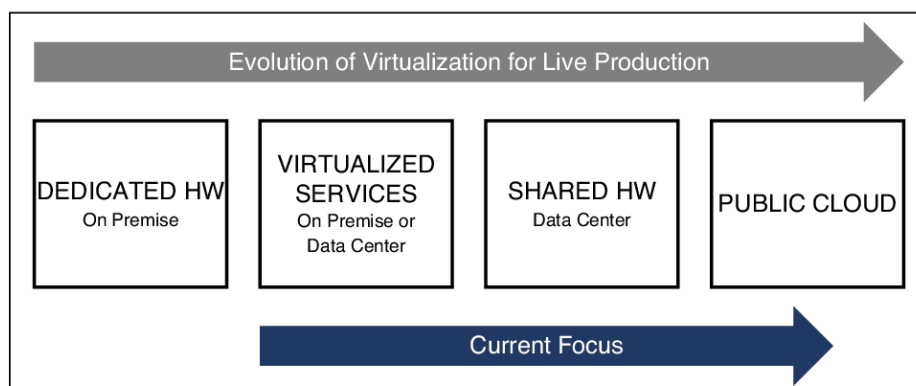 Evolution of Virtualization for Live Production
DEDICATED HW
On Premise
VIRTUALIZED
SERVICES
On Premise or
Data Center
SHARED HW
Data Center
PUBLIC CLOUD
Current Focus